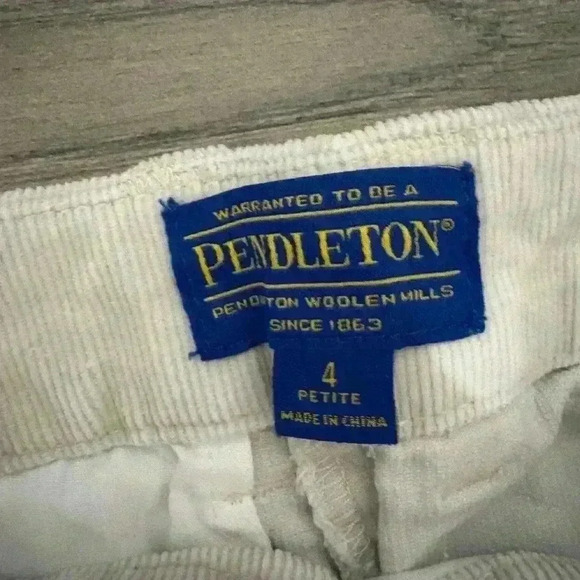 WARRANTED TO BE A
PENDLETON®
PENDLETON WOOLEN MILLS
SINCE 1863
4
PETITE
MADE IN CHINA